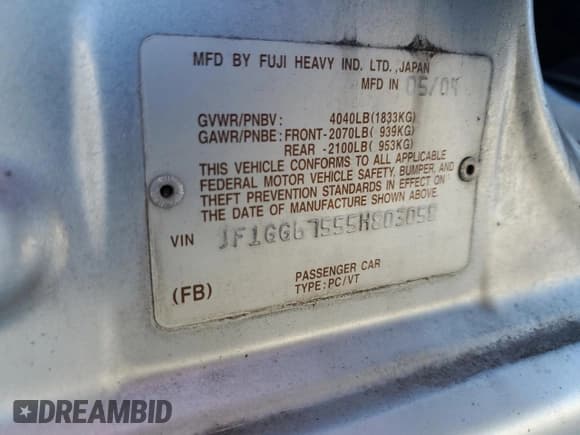 MFD BY FUJI HEAVY IND. LTD.,JAPAN
MFD IN 05/04
GVWR/PNBV: 4040LB(1833KG)
GAWR/PNBE: FRONT-2070LB( 939KG)
REAR -2100LB( 953KG)
THIS VEHICLE CONFORMS TO ALL APPLICABLE
FEDERAL MOTOR VEHICLE SAFETY, BUMPER, AND
THEFT PREVENTION STANDARDS IN EFFECT ON
THE DATE OF MANUFACTURE SHOWN ABOVE.
VIN
PASSENGER CAR
(FB) TYPE:PC/VT
DREAMBID